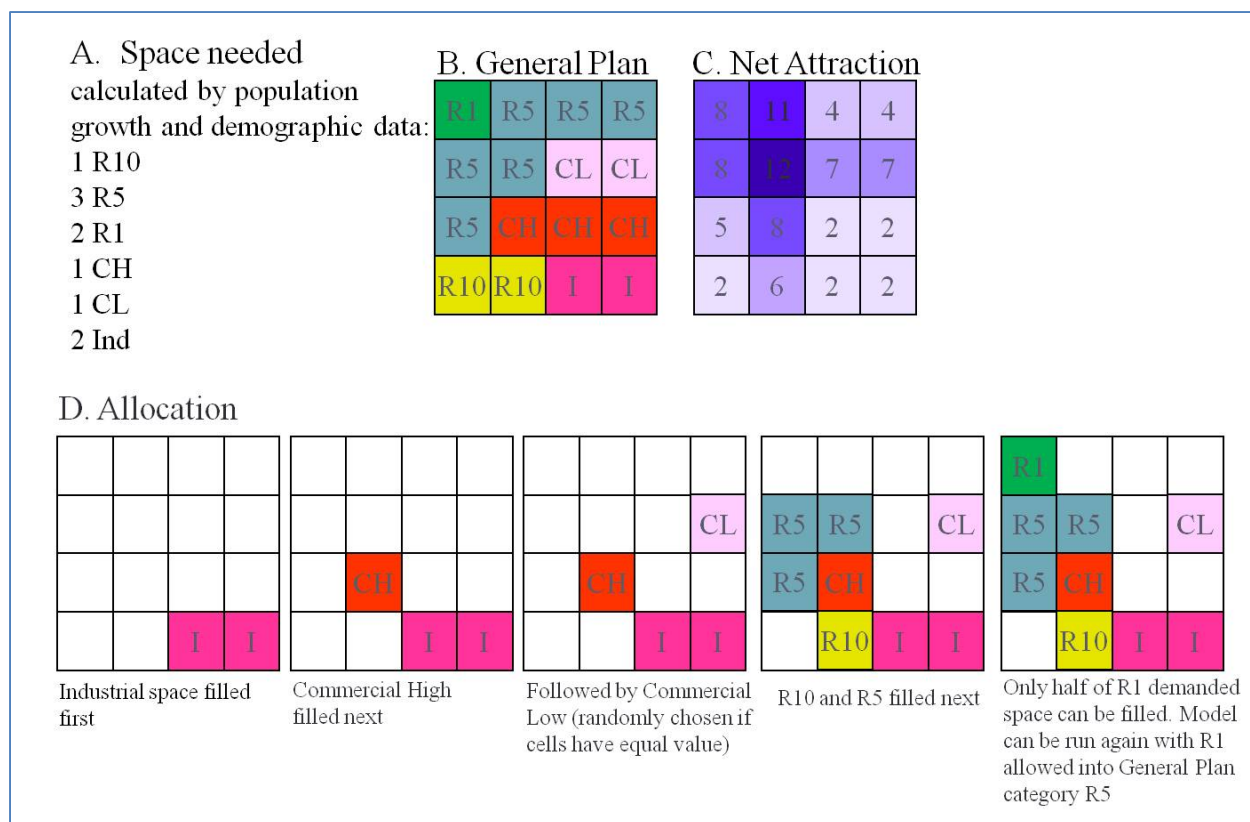 A. Space needed
calculated by population
growth and demographic data:
1 R10
3 R5
2 R1
1 CH
1 CL
2 Ind
B. General Plan
R1 R5 R5 R5
R5 R5 CL CL
R5 CH CH CH
R10 R10 I I
C. Net Attraction
8 11 4 4
8 12 7 7
5 8 2 2
2 6 2 2
D. Allocation
I I
Industrial space filled
first
CH
I I
Commercial High
filled next
CL
CH
I I
Followed by Commercial
Low (randomly chosen if
cells have equal value)
R5 R5 CL
R5 CH
R10 I I
R10 and R5 filled next
R1
R5 R5 CL
R5 CH
R10 I I
Only half of R1 demanded
space can be filled. Model
can be run again with R1
allowed into General Plan
category R5